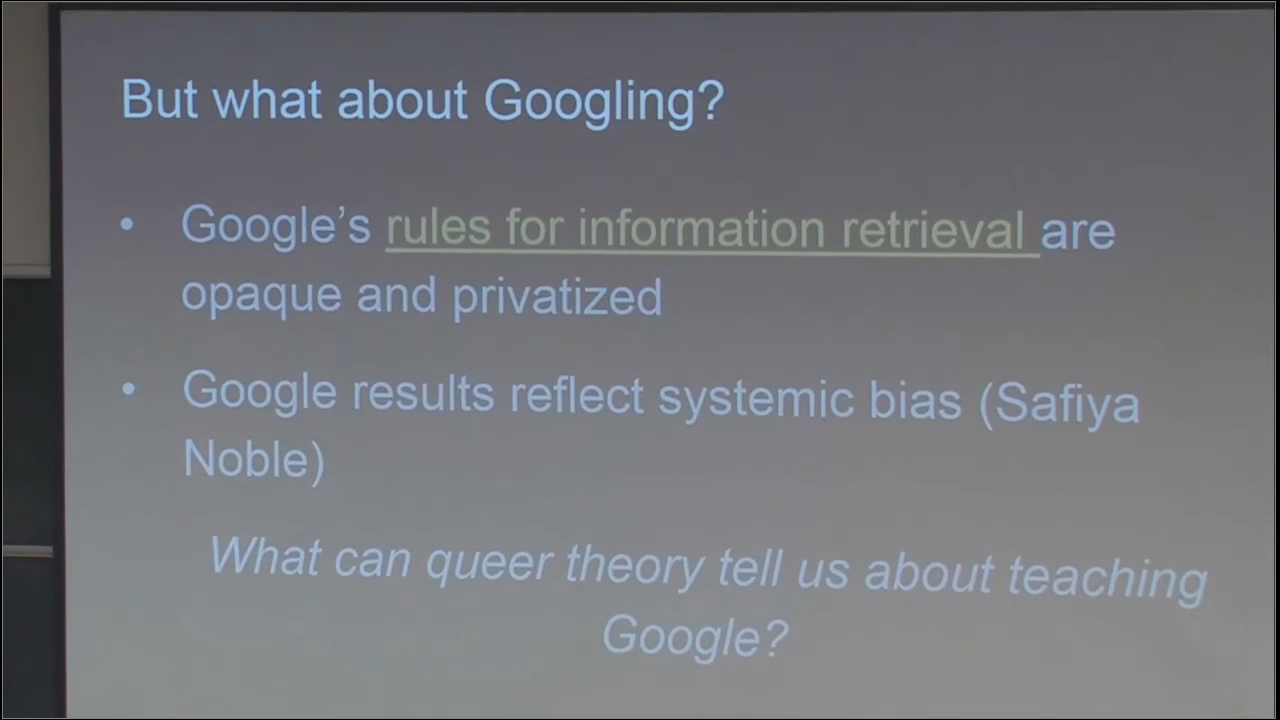 But what about Googling?
• Google’s rules for information retrieval are
opaque and privatized
• Google results reflect systemic bias (Safiya
Noble)
What can queer theory tell us about teaching
Google?